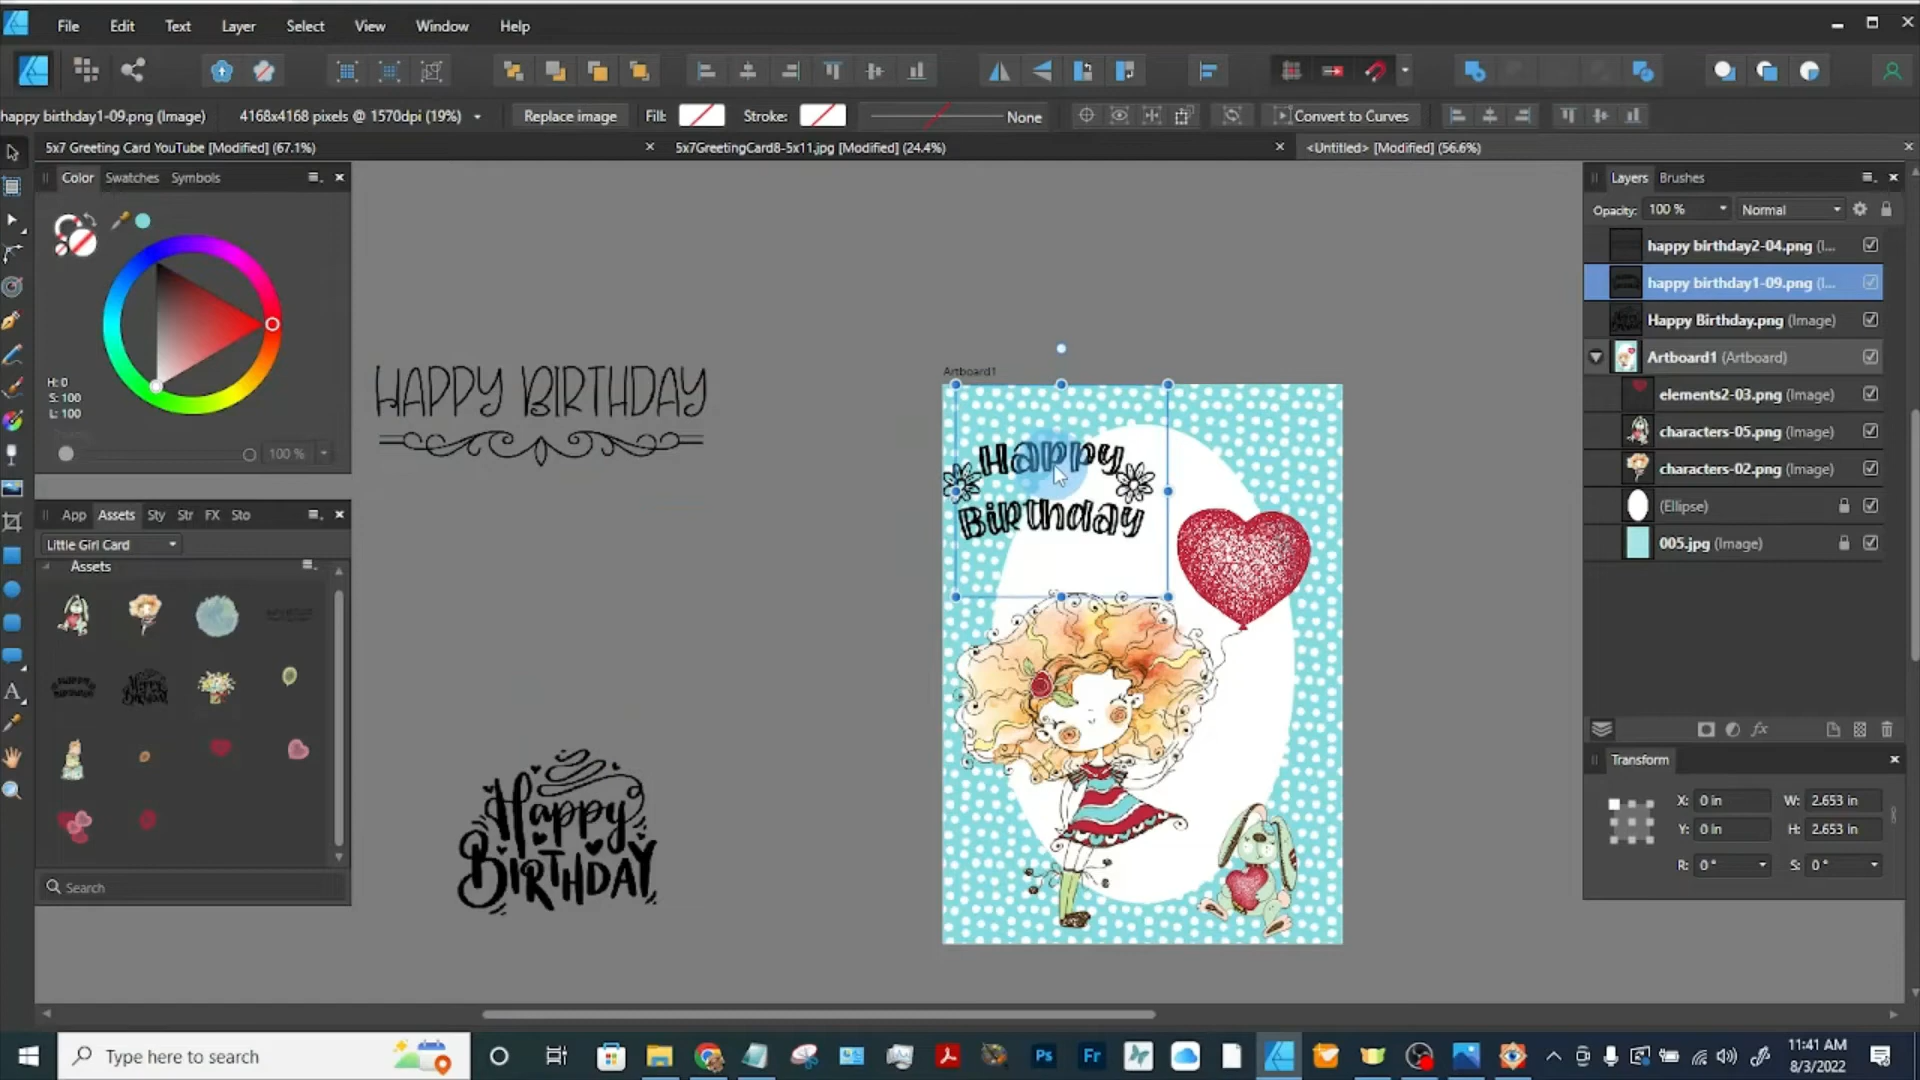 File Edit Text Layer Select View Window Help
happy birthday1-09.png (Image) 4168x4168 pixels @ 1570dpi (19%) Replace image Fill: Stroke: None Convert to Curves
5x7 Greeting Card YouTube [Modified] (67.1%) 5x7GreetingCard8-5x11.jpg [Modified] (24.4%) <Untitled> [Modified] (56.6%)
Color Swatches Symbols
H: 0
S: 100
L: 100
100 %
App Assets Sty Str FX Sto
Little Girl Card
Assets
Search
HAPPY BIRTHDAY
Happy
BIRTHDAY
Artboard1
Happy
Birthday
Layers Brushes
Opacity: 100 % Normal
happy birthday2-04.png (I...
happy birthday1-09.png (I...
Happy Birthday.png (Image)
Artboard1 (Artboard)
elements2-03.png (Image)
characters-05.png (Image)
characters-02.png (Image)
(Ellipse)
005.jpg (Image)
fx
Transform
X: 0 in W: 2.653 in
Y: 0 in H: 2.653 in
R: 0 ° S: 0 °
Type here to search
Ps
Fr
11:41 AM
8/3/2022